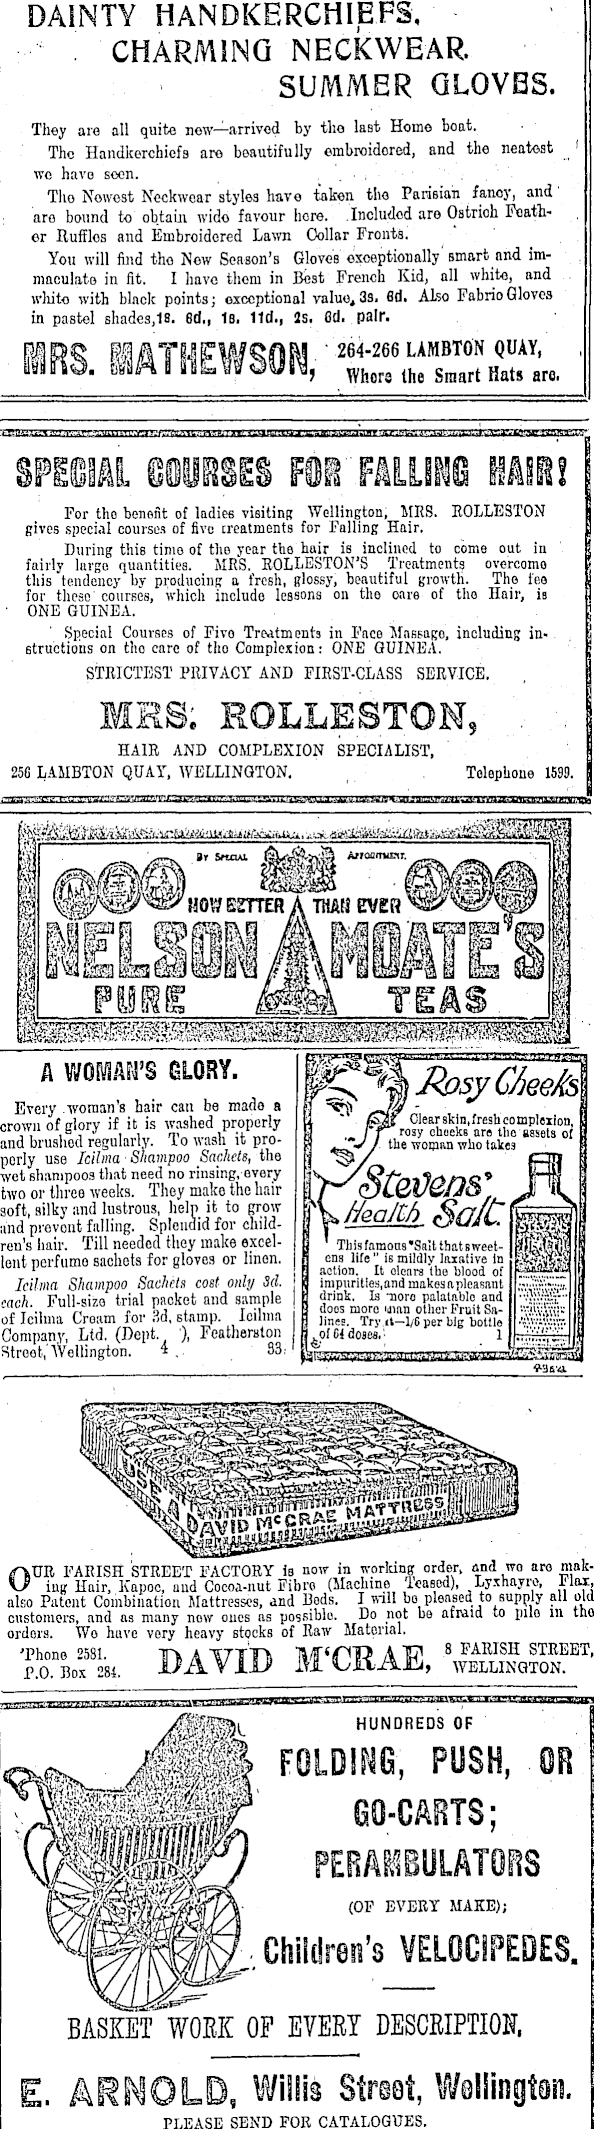 DAINTY HANDKERCHIEFS.
CHARMING NECKWEAR.
SUMMER GLOVES.
They are all quite new—arrived by the last Home boat.
The Handkerchiefs are beautifully embroidered, and the neatest
we have seen.
The Newest Neckwear styles have taken the Parisian fancy, and
are bound to obtain wide favour here. Included are Ostrich Feath-
er Ruffles and Embroidered Lawn Collar Fronts.
You will find the New Season's Gloves exceptionally smart and im-
maculate in fit. I have them in Best French Kid, all white, and
white with black points; exceptional value, 3s. 6d. Also Fabric Gloves
in pastel shades, 1s. 6d., 1s. 11d., 2s. 6d. pair.
MRS. MATHEWSON,
264-266 LAMBTON QUAY,
Where the Smart Hats are.
SPECIAL COURSES FOR FALLING HAIR!
For the benefit of ladies visiting Wellington, MRS. ROLLESTON
gives special courses of five treatments for Falling Hair.
During this time of the year the hair is inclined to come out in
fairly large quantities. MRS. ROLLESTON'S Treatments overcome
this tendency by producing a fresh, glossy, beautiful growth. The fee
for these courses, which include lessons on the care of the Hair, is
ONE GUINEA.
Special Courses of Five Treatments in Face Massage, including in-
structions on the care of the Complexion: ONE GUINEA.
STRICTEST PRIVACY AND FIRST-CLASS SERVICE.
MRS. ROLLESTON,
HAIR AND COMPLEXION SPECIALIST,
256 LAMBTON QUAY, WELLINGTON. Telephone 1599.
BY SPECIAL APPOINTMENT.
NOW BETTER THAN EVER
NELSON MOATE'S
PURE TEAS
A WOMAN'S GLORY.
Every woman's hair can be made a
crown of glory if it is washed properly
and brushed regularly. To wash it pro-
perly use Icilma Shampoo Sachets, the
wet shampoos that need no rinsing, every
two or three weeks. They make the hair
soft, silky and lustrous, help it to grow
and prevent falling. Splendid for child-
ren's hair. Till needed they make excel-
lent perfume sachets for gloves or linen.
Icilma Shampoo Sachets cost only 3d.
each. Full-size trial packet and sample
of Icilma Cream for 3d. stamp. Icilma
Company, Ltd. (Dept. ), Featherston
Street, Wellington. 4 33
Rosy Cheeks
Clear skin, fresh complexion,
rosy cheeks are the assets of
the woman who takes
Stevens'
Health Salt.
This famous "Salt that sweet-
ens life" is mildly laxative in
action. It clears the blood of
impurities, and makes a pleasant
drink. Is more palatable and
does more than other Fruit Sa-
lines. Try it—1/6 per big bottle
of 64 doses. 1
USE A
DAVID McCRAE MATTRESS
OUR FARISH STREET FACTORY is now in working order, and we are mak-
ing Hair, Kapoc, and Cocoa-nut Fibre (Machine Teased), Lyxhayre, Flax,
also Patent Combination Mattresses, and Beds. I will be pleased to supply all old
customers, and as many new ones as possible. Do not be afraid to pile in the
orders. We have very heavy stocks of Raw Material.
'Phone 2581.
P.O. Box 284.
DAVID M'CRAE,
8 FARISH STREET,
WELLINGTON.
HUNDREDS OF
FOLDING, PUSH, OR
GO-CARTS;
PERAMBULATORS
(OF EVERY MAKE);
Children's VELOCIPEDES.
BASKET WORK OF EVERY DESCRIPTION,
E. ARNOLD, Willis Street, Wellington.
PLEASE SEND FOR CATALOGUES.